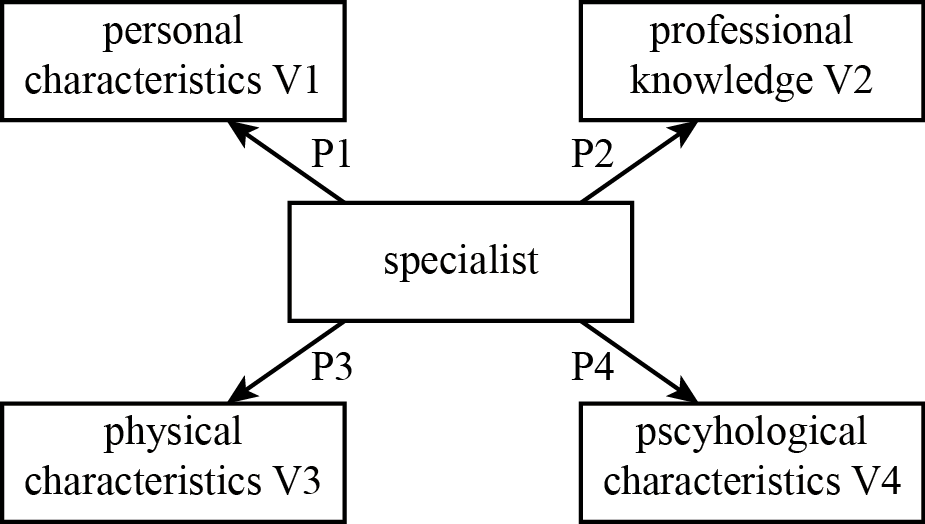 personal
characteristics V1
professional
knowledge V2
P1
P2
specialist
P3
P4
physical
characteristics V3
pscyhological
characteristics V4